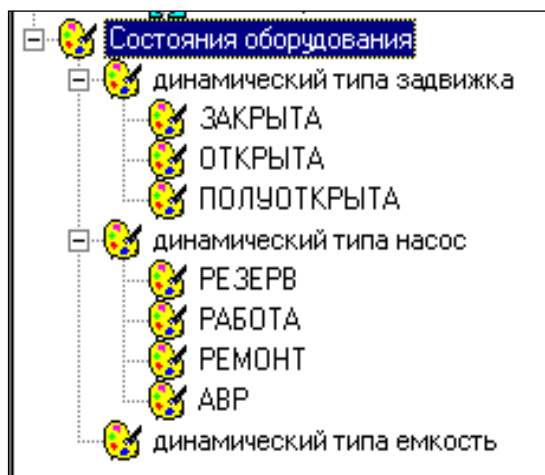 Состояния оборудования
динамический типа задвижка
ЗАКРЫТА
ОТКРЫТА
ПОЛУОТКРЫТА
динамический типа насос
РЕЗЕРВ
РАБОТА
РЕМОНТ
АВР
динамический типа емкость